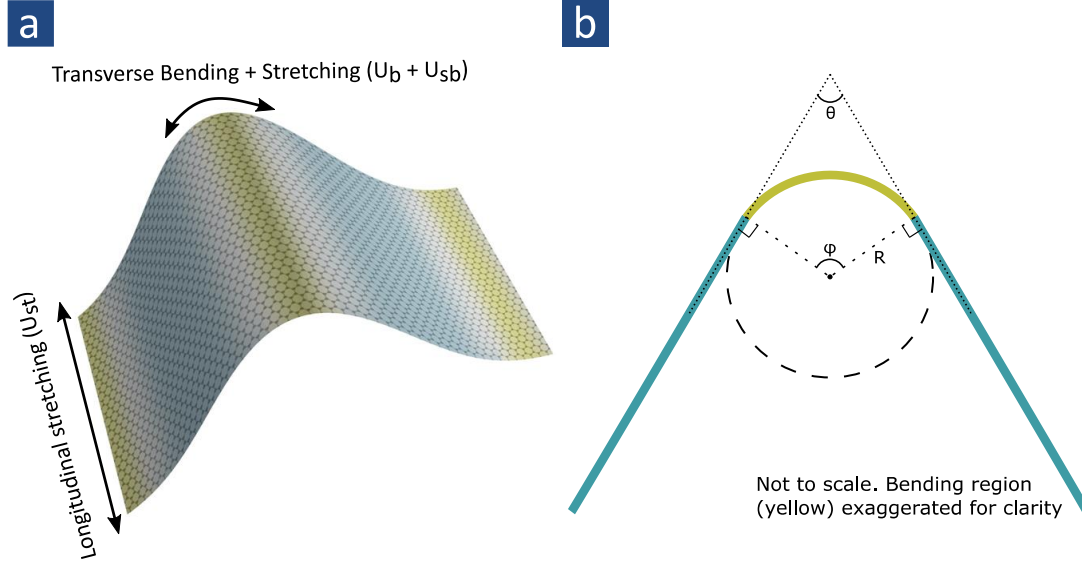 a
Transverse Bending + Stretching (Ub + Usb)
Longitudinal stretching (Ust)
b
θ
φ
R
Not to scale. Bending region
(yellow) exaggerated for clarity